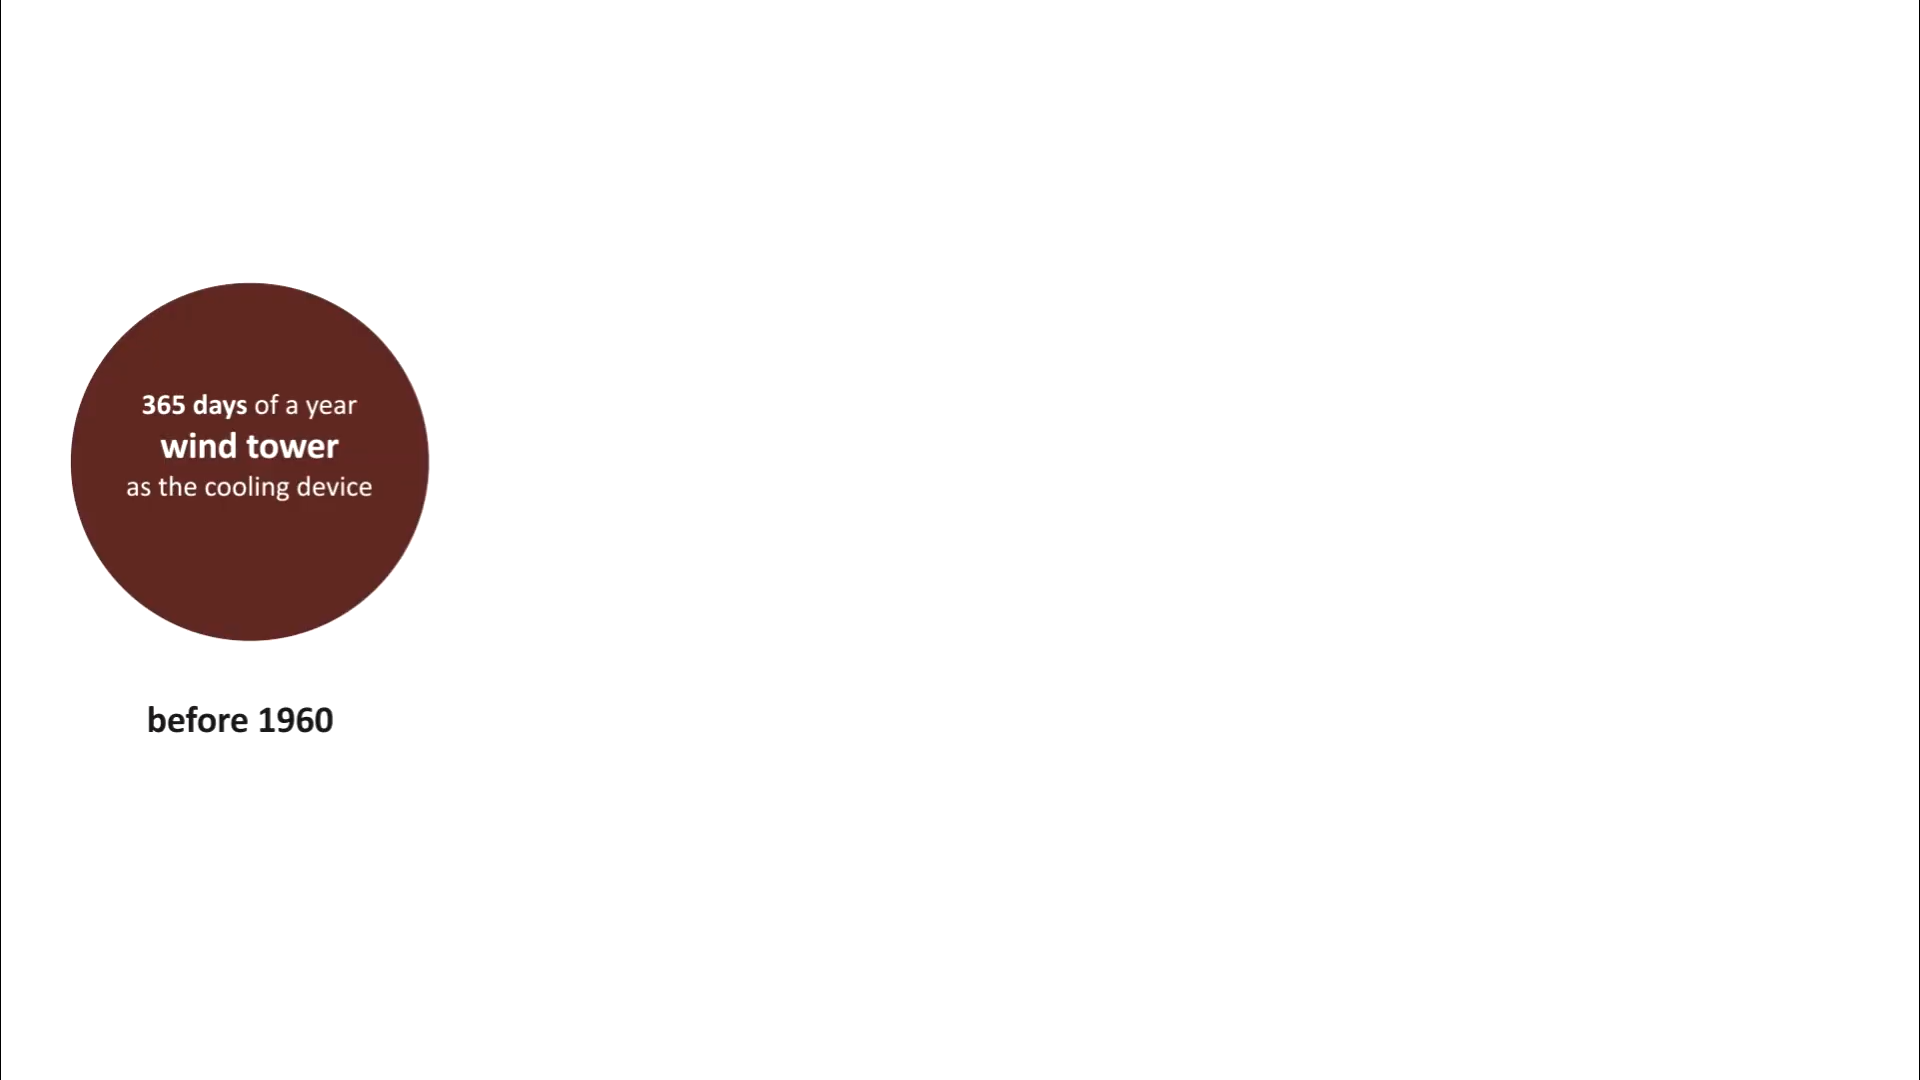 365 days of a year
wind tower
as the cooling device
before 1960